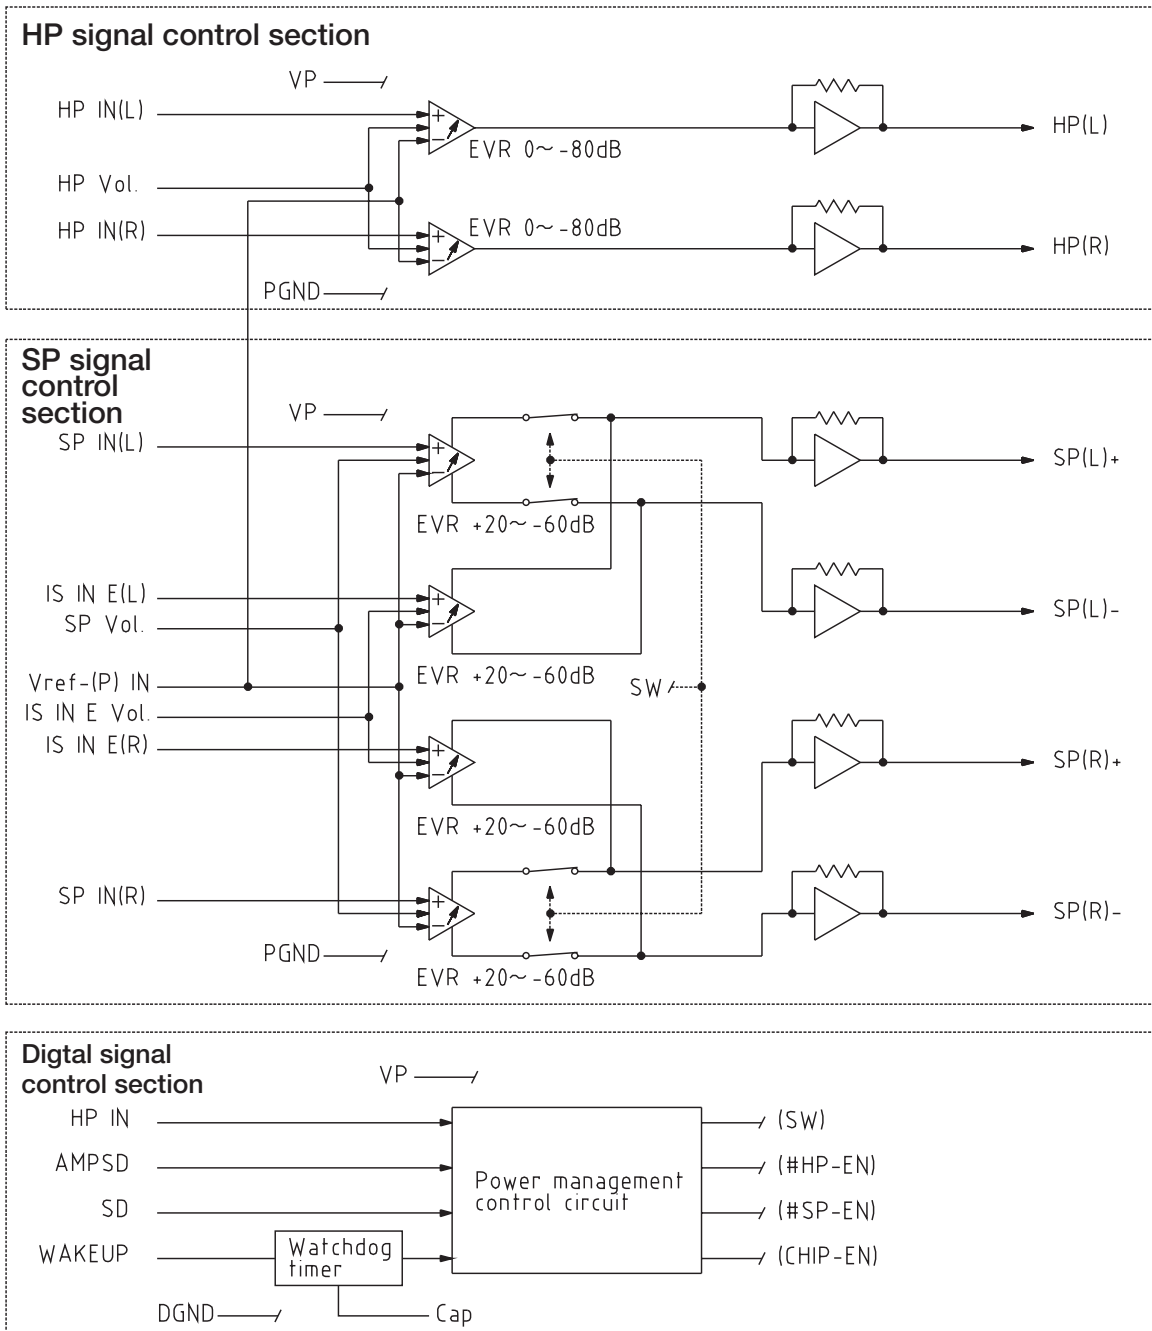 HP signal control section
VP
HP IN(L)
+
−
EVR 0~ -80dB
HP(L)
HP Vol.
HP IN(R)
+
−
EVR 0~ -80dB
HP(R)
PGND
SP signal
control
section
VP
SP IN(L)
+
−
EVR +20~ -60dB
SP(L)+
IS IN E(L)
SP Vol.
+
−
EVR +20~ -60dB
SP(L)-
Vref-(P) IN
SW
IS IN E Vol.
IS IN E(R)
+
−
EVR +20~ -60dB
SP(R)+
SP IN(R)
+
−
EVR +20~ -60dB
SP(R)-
PGND
Digtal signal
control section
VP
HP IN
AMPSD
SD
WAKEUP
Watchdog
timer
DGND
Cap
Power management
control circuit
(SW)
(#HP-EN)
(#SP-EN)
(CHIP-EN)